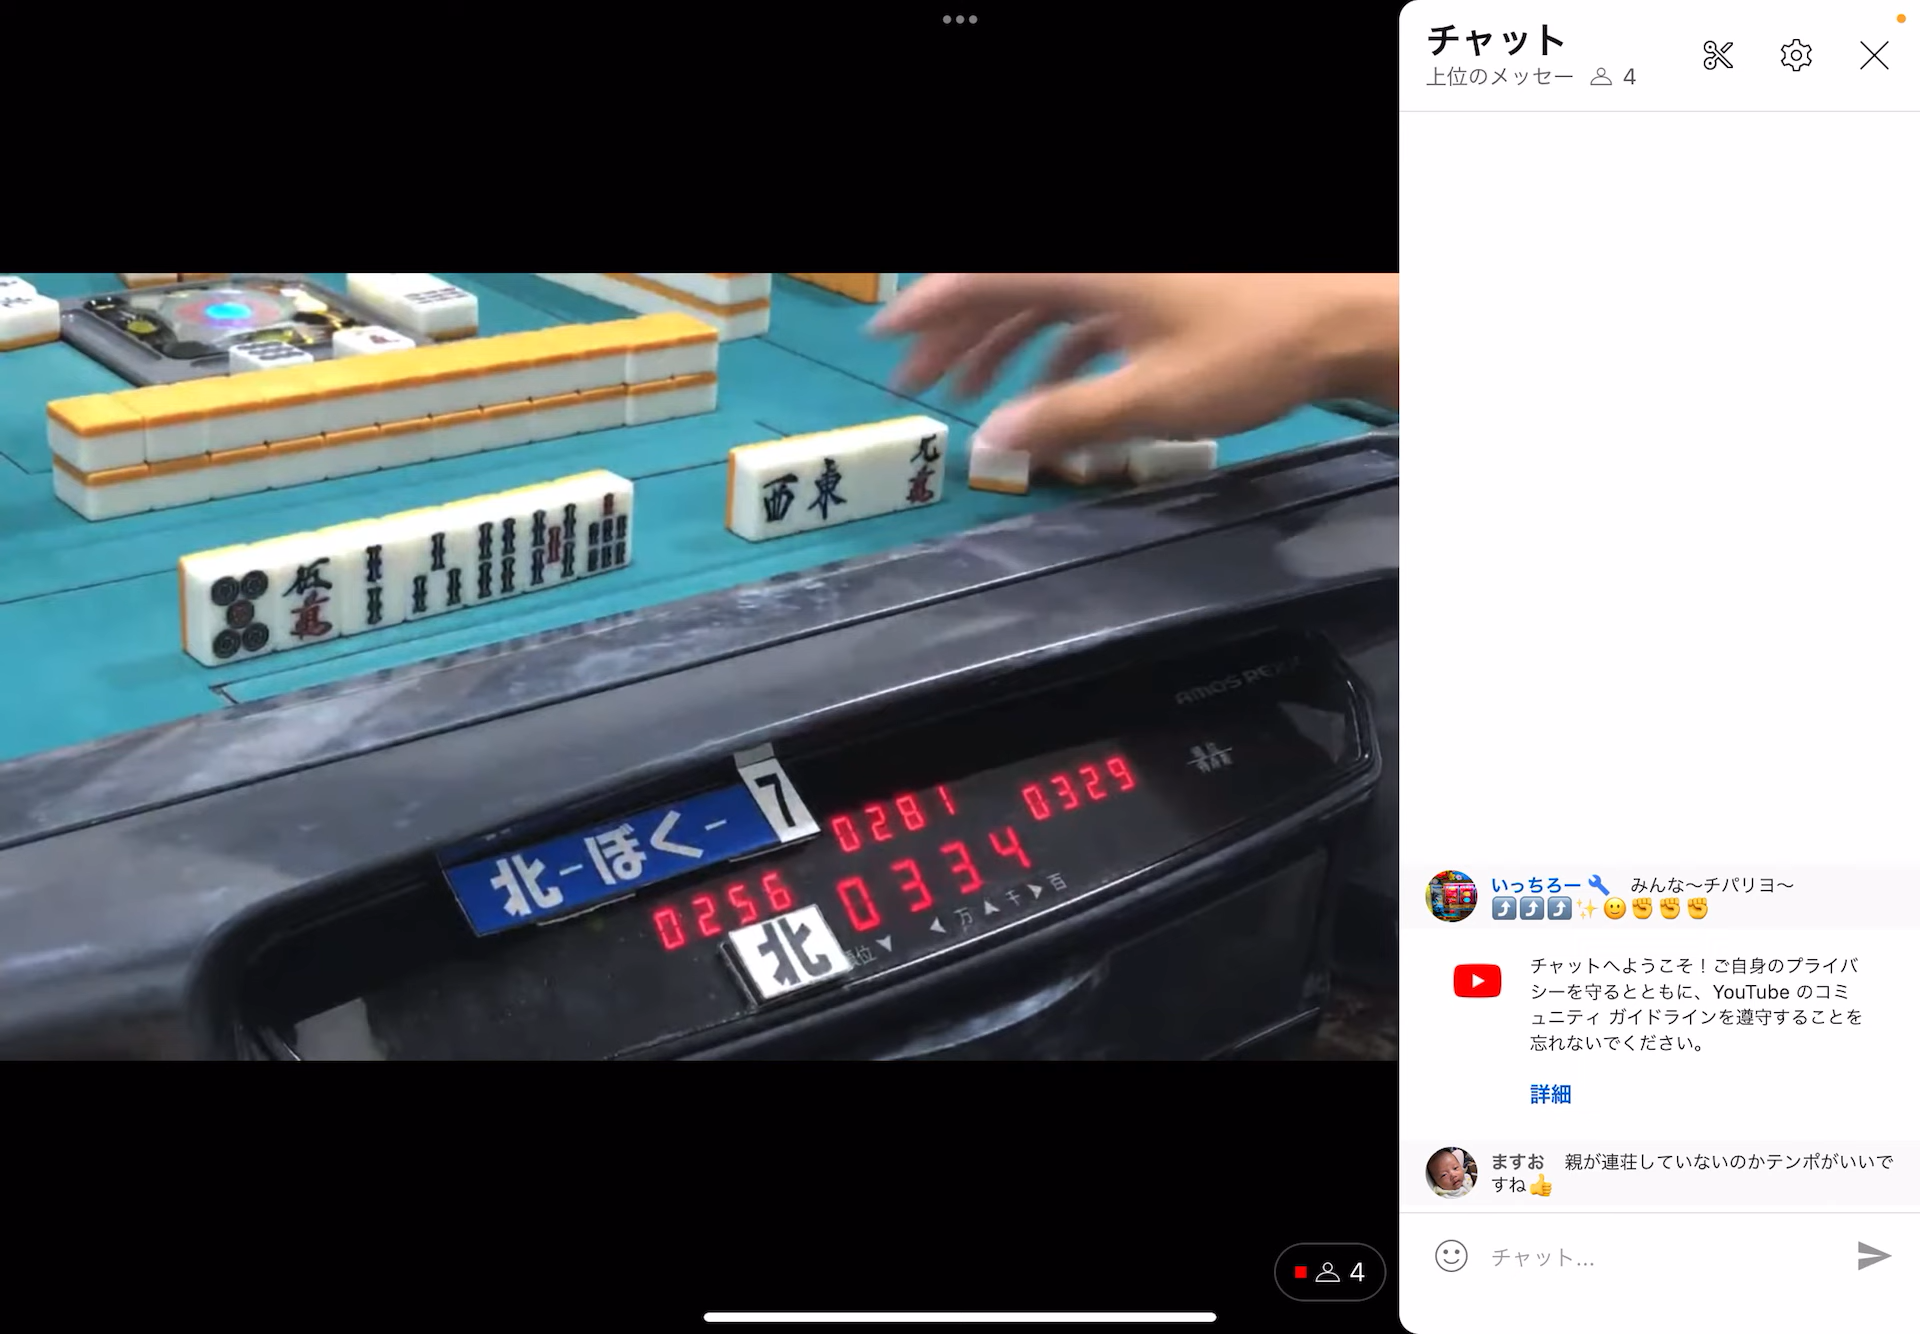 チャット
上位のメッセー 4
西 東 九萬
伍萬
AMOS REX
7
北-ぼく-
0281 0329
0256 0334
北
順位 万 千 百
いっちろー みんな〜チバリヨ〜
チャットへようこそ！ご自身のプライバ
シーを守るとともに、YouTube のコミ
ュニティ ガイドラインを遵守することを
忘れないでください。
詳細
ますお 親が連荘していないのかテンポがいいで
すね
チャット...
4